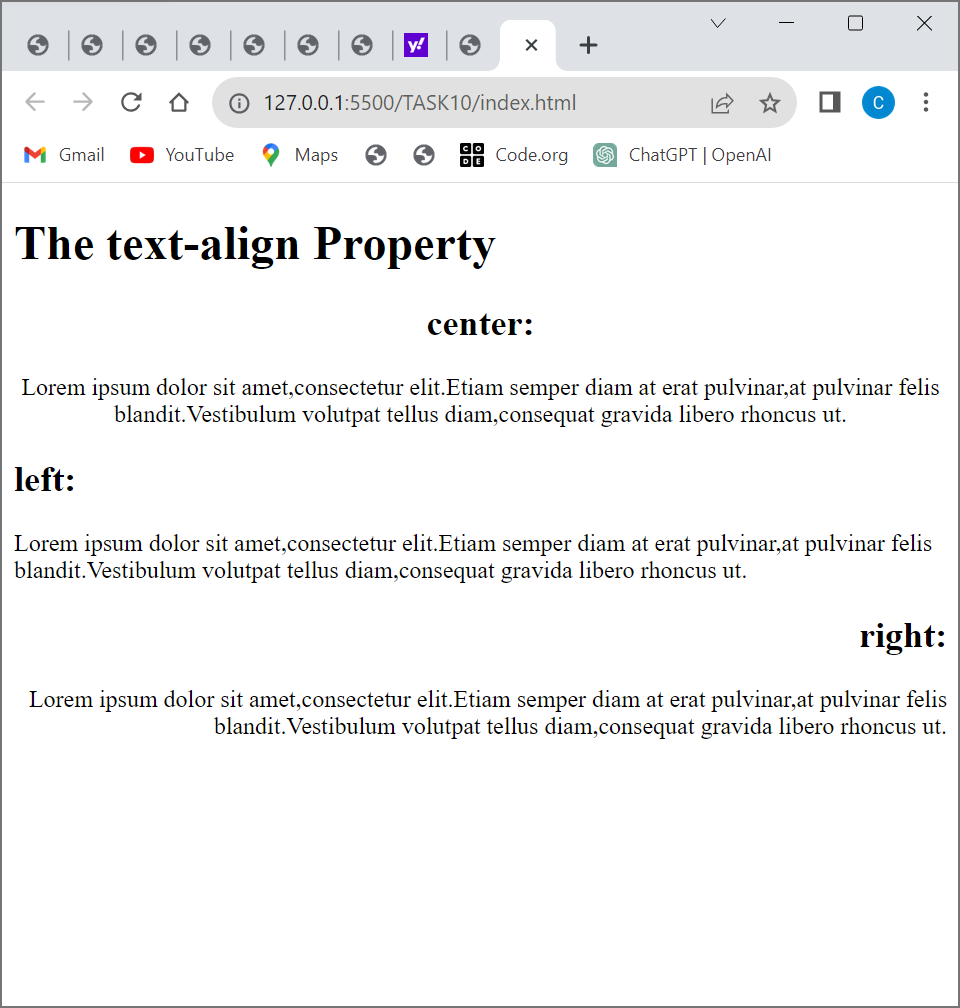 y!
127.0.0.1:5500/TASK10/index.html
C
Gmail YouTube Maps CODE Code.org ChatGPT | OpenAI
The text-align Property
center:
Lorem ipsum dolor sit amet,consectetur elit.Etiam semper diam at erat pulvinar,at pulvinar felis
blandit.Vestibulum volutpat tellus diam,consequat gravida libero rhoncus ut.
left:
Lorem ipsum dolor sit amet,consectetur elit.Etiam semper diam at erat pulvinar,at pulvinar felis
blandit.Vestibulum volutpat tellus diam,consequat gravida libero rhoncus ut.
right:
Lorem ipsum dolor sit amet,consectetur elit.Etiam semper diam at erat pulvinar,at pulvinar felis
blandit.Vestibulum volutpat tellus diam,consequat gravida libero rhoncus ut.